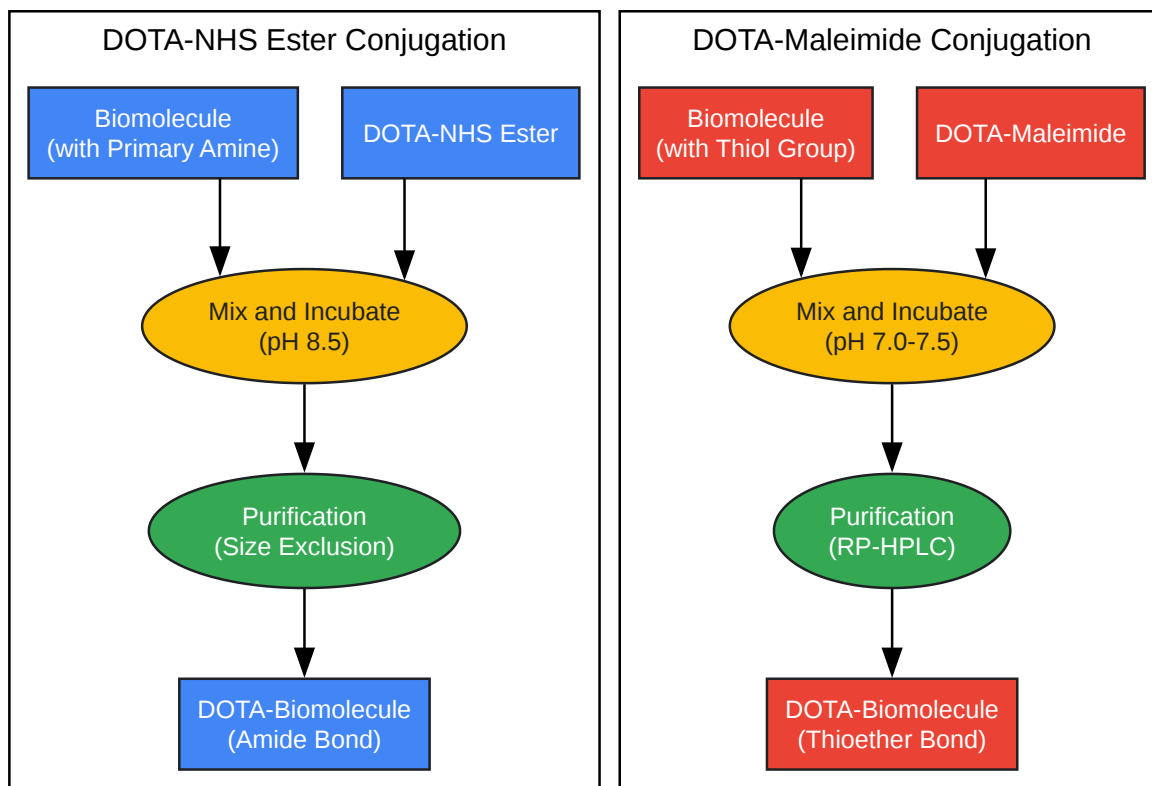 DOTA-NHS Ester Conjugation
Biomolecule
(with Primary Amine)
DOTA-NHS Ester
Mix and Incubate
(pH 8.5)
Purification
(Size Exclusion)
DOTA-Biomolecule
(Amide Bond)
DOTA-Maleimide Conjugation
Biomolecule
(with Thiol Group)
DOTA-Maleimide
Mix and Incubate
(pH 7.0-7.5)
Purification
(RP-HPLC)
DOTA-Biomolecule
(Thioether Bond)